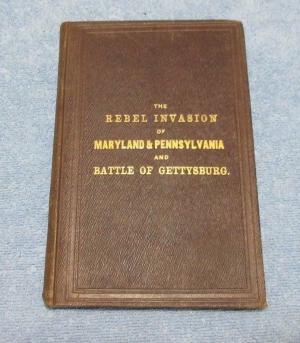 THE
REBEL INVASION
OF
MARYLAND & PENNSYLVANIA
AND
BATTLE OF GETTYSBURG.